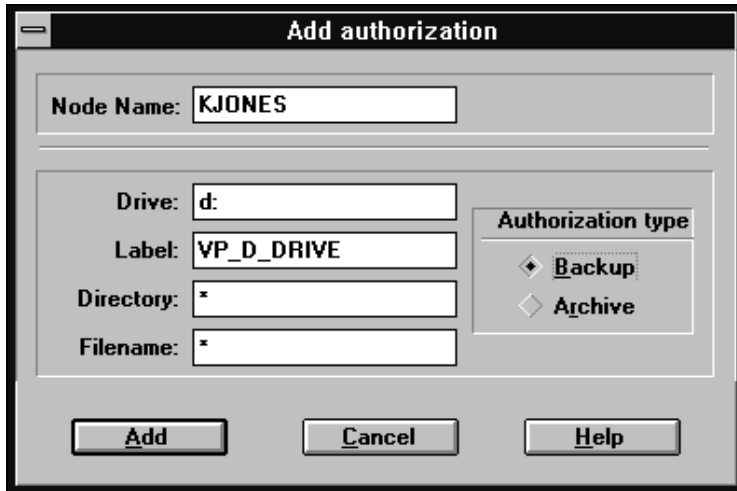 Add authorization
Node Name: KJONES
Drive: d:
Label: VP_D_DRIVE
Directory: *
Filename: *
Authorization type
Backup
Archive
Add Cancel Help